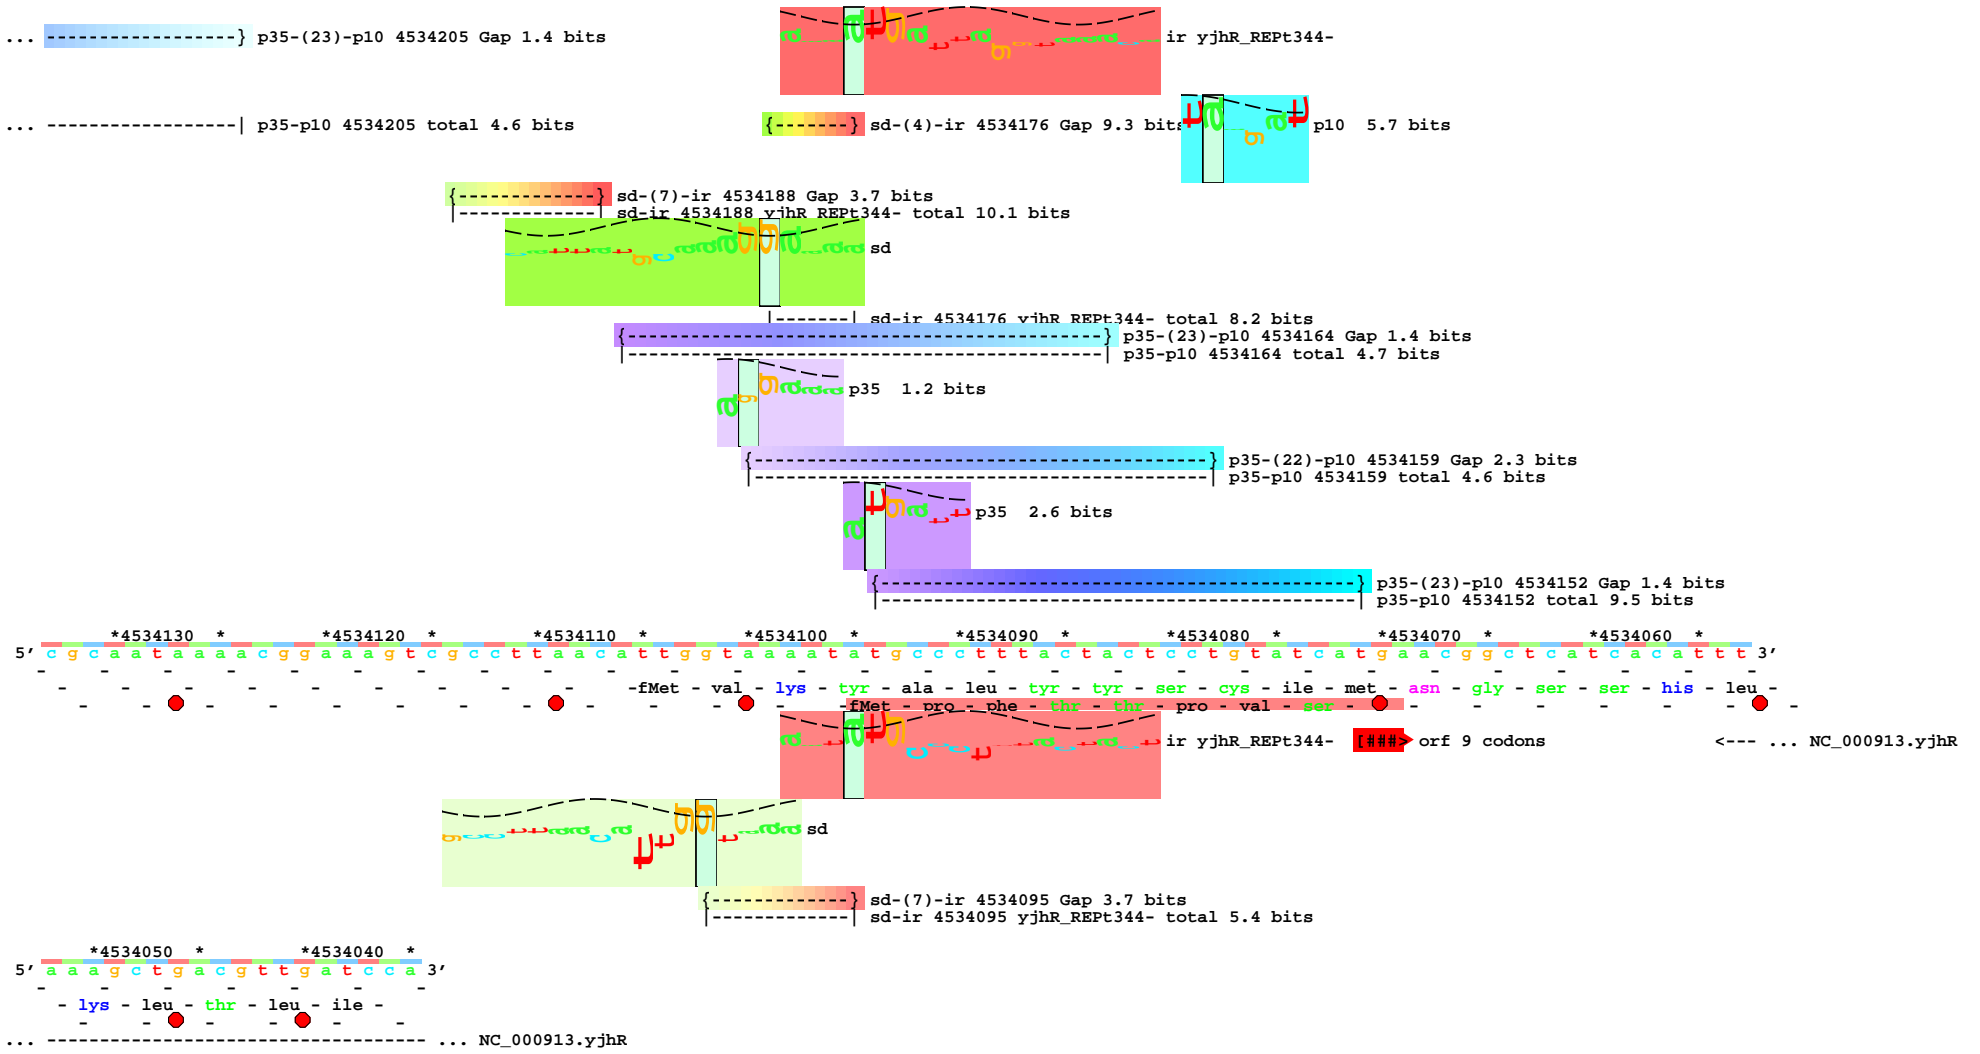 ... ------------------} p35-(23)-p10 4534205 Gap 1.4 bits
ir yjhR_REPt344-
... ------------------| p35-p10 4534205 total 4.6 bits
{-------} sd-(4)-ir 4534176 Gap 9.3 bits
p10 5.7 bits
{--------------} sd-(7)-ir 4534188 Gap 3.7 bits
|--------------| sd-ir 4534188 yjhR_REPt344- total 10.1 bits
sd
|-------| sd-ir 4534176 yjhR_REPt344- total 8.2 bits
{---------------------------------------------} p35-(23)-p10 4534164 Gap 1.4 bits
|---------------------------------------------| p35-p10 4534164 total 4.7 bits
p35 1.2 bits
{-------------------------------------------} p35-(22)-p10 4534159 Gap 2.3 bits
|-------------------------------------------| p35-p10 4534159 total 4.6 bits
p35 2.6 bits
{---------------------------------------------} p35-(23)-p10 4534152 Gap 1.4 bits
|---------------------------------------------| p35-p10 4534152 total 9.5 bits
*4534130 * *4534120 * *4534110 * *4534100 * *4534090 * *4534080 * *4534070 * *4534060 *
5' c g c a a t a a a a c g g a a a g t c g c c t t a a c a t t g g t a a a a t a t g c c c t t t a c t a c t c c t g t a t c a t g a a c g g c t c a t c a c a t t t 3'
-fMet - val - lys - tyr - ala - leu - tyr - tyr - ser - cys - ile - met - asn - gly - ser - ser - his - leu -
-fMet - pro - phe - thr - thr - pro - val - ser -
ir yjhR_REPt344- [###> orf 9 codons <--- ... NC_000913.yjhR
sd
{-------------} sd-(7)-ir 4534095 Gap 3.7 bits
|-------------| sd-ir 4534095 yjhR_REPt344- total 5.4 bits
*4534050 * *4534040 *
5' a a a g c t g a c g t t g a t c c a 3'
- lys - leu - thr - leu - ile -
... ----------------------------------- ... NC_000913.yjhR